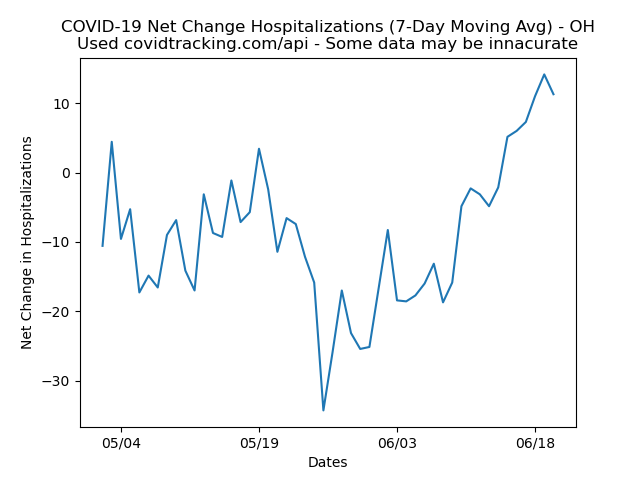 COVID-19 Net Change Hospitalizations (7-Day Moving Avg) - OH
Used covidtracking.com/api - Some data may be innacurate
Net Change in Hospitalizations
10
0
−10
−20
−30
05/04 05/19 06/03 06/18
Dates